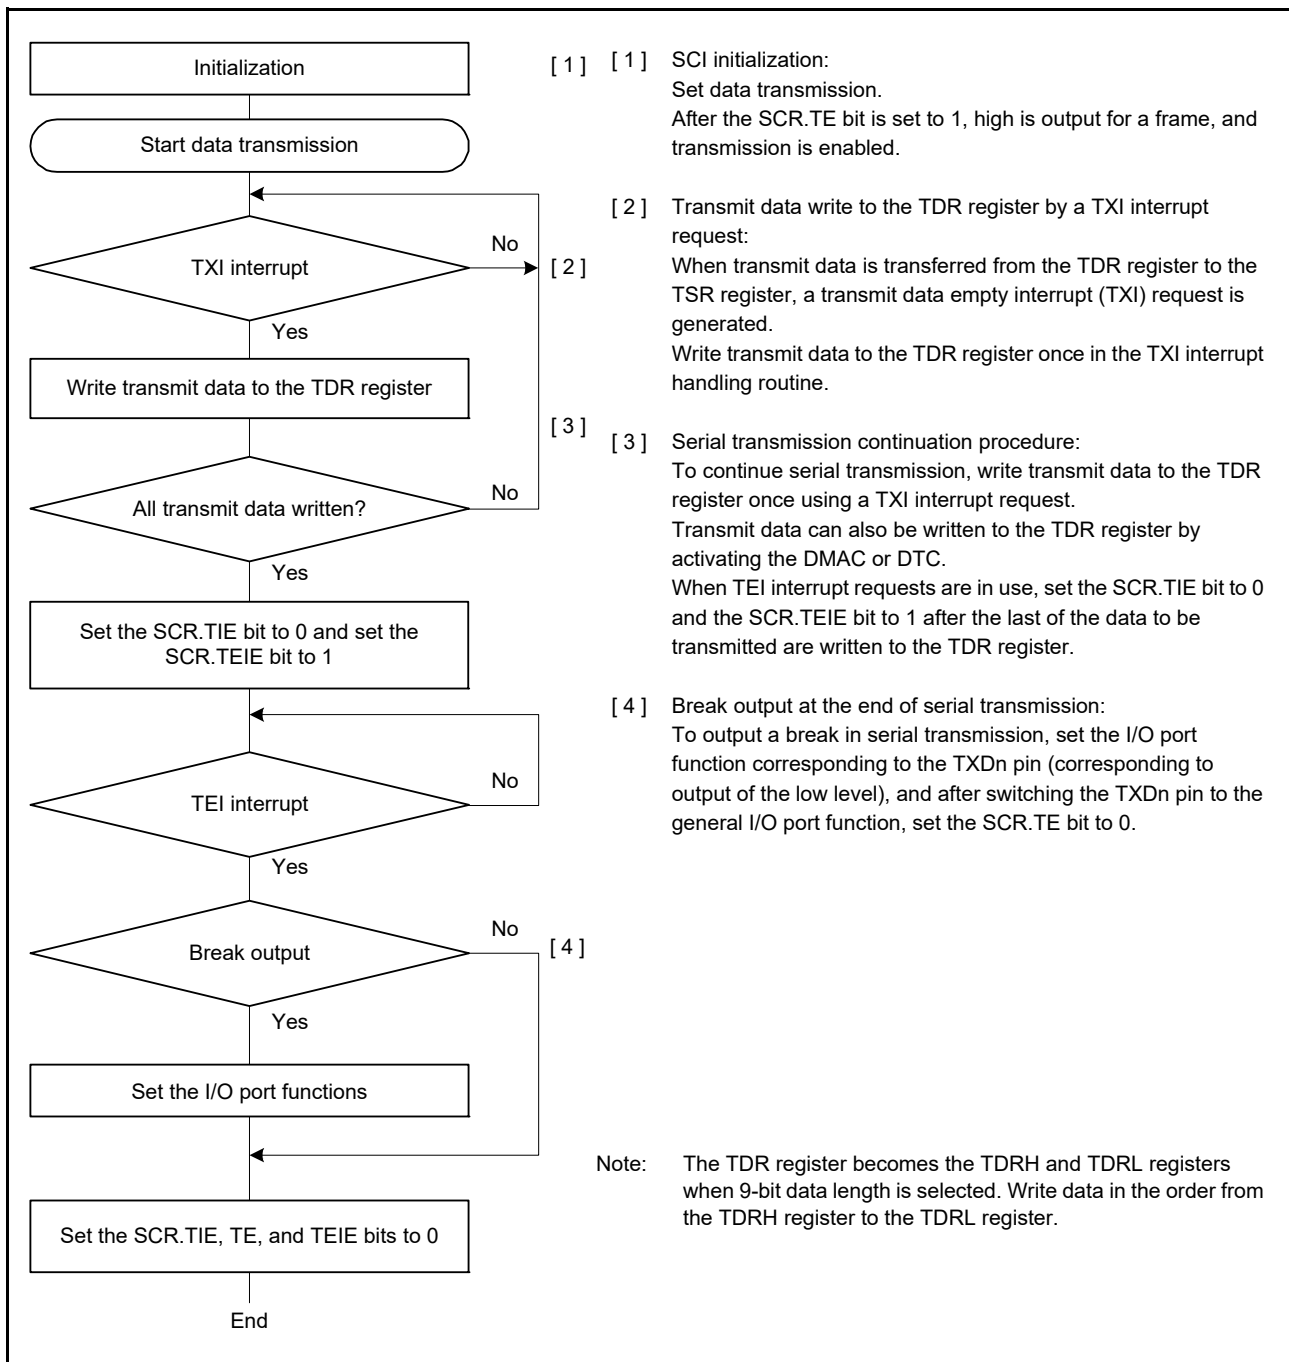 Initialization
[ 1 ]
Start data transmission
TXI interrupt
No
[ 2 ]
Yes
Write transmit data to the TDR register
[ 3 ]
All transmit data written?
No
Yes
Set the SCR.TIE bit to 0 and set the
SCR.TEIE bit to 1
TEI interrupt
No
Yes
Break output
No
[ 4 ]
Yes
Set the I/O port functions
Set the SCR.TIE, TE, and TEIE bits to 0
End
[ 1 ] SCI initialization:
Set data transmission.
After the SCR.TE bit is set to 1, high is output for a frame, and
transmission is enabled.
[ 2 ] Transmit data write to the TDR register by a TXI interrupt
request:
When transmit data is transferred from the TDR register to the
TSR register, a transmit data empty interrupt (TXI) request is
generated.
Write transmit data to the TDR register once in the TXI interrupt
handling routine.
[ 3 ] Serial transmission continuation procedure:
To continue serial transmission, write transmit data to the TDR
register once using a TXI interrupt request.
Transmit data can also be written to the TDR register by
activating the DMAC or DTC.
When TEI interrupt requests are in use, set the SCR.TIE bit to 0
and the SCR.TEIE bit to 1 after the last of the data to be
transmitted are written to the TDR register.
[ 4 ] Break output at the end of serial transmission:
To output a break in serial transmission, set the I/O port
function corresponding to the TXDn pin (corresponding to
output of the low level), and after switching the TXDn pin to the
general I/O port function, set the SCR.TE bit to 0.
Note: The TDR register becomes the TDRH and TDRL registers
when 9-bit data length is selected. Write data in the order from
the TDRH register to the TDRL register.